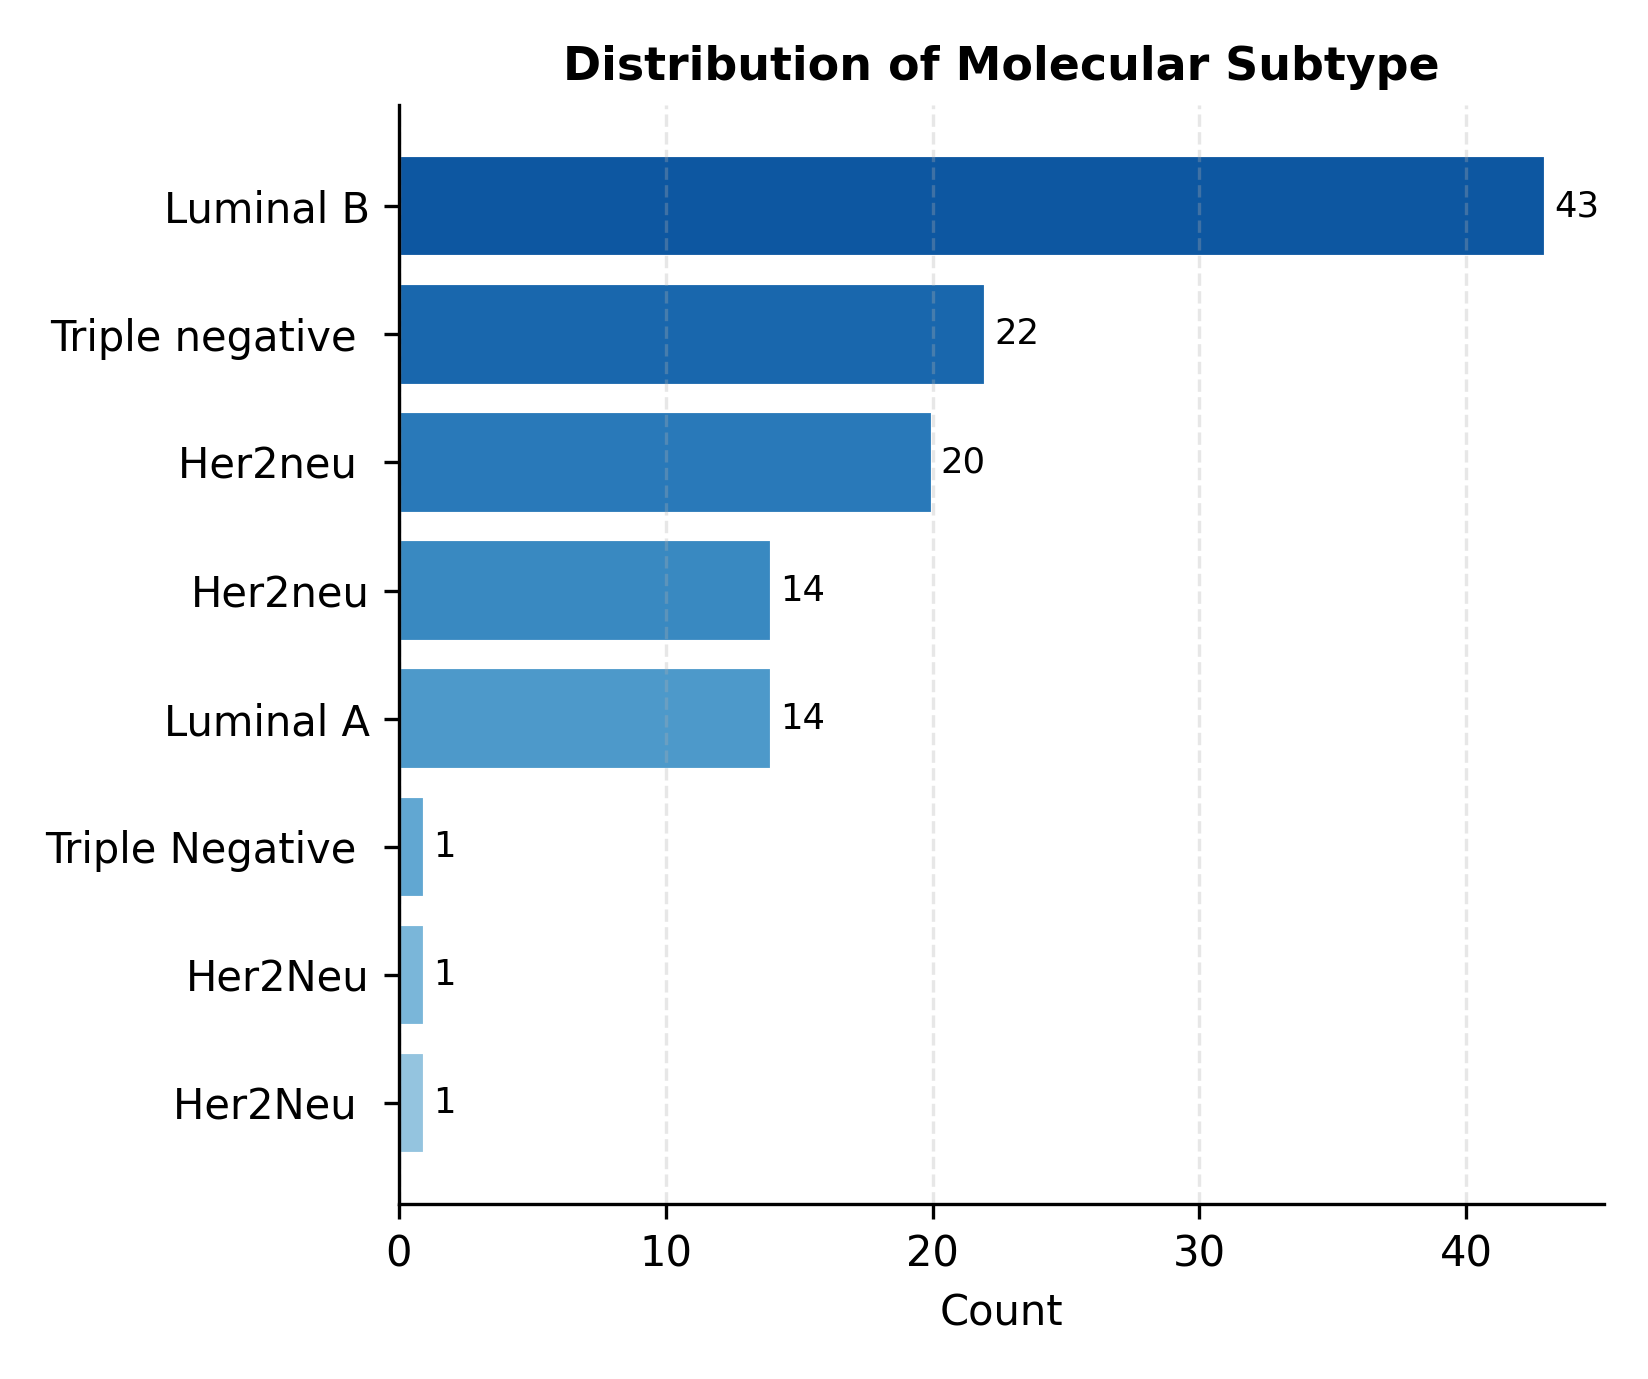 Distribution of Molecular Subtype
Luminal B
43
Triple negative
22
Her2neu
20
Her2neu
14
Luminal A
14
Triple Negative
1
Her2Neu
1
Her2Neu
1
0 10 20 30 40
Count